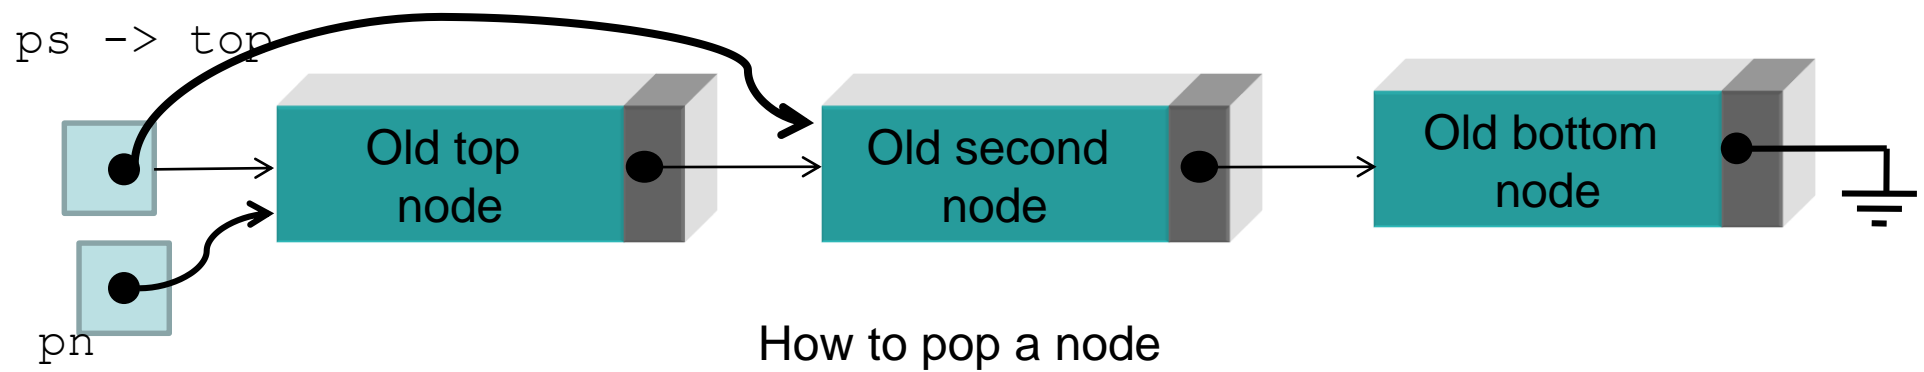 ps -> top
Old top
node
Old second
node
Old bottom
node
pn
How to pop a node